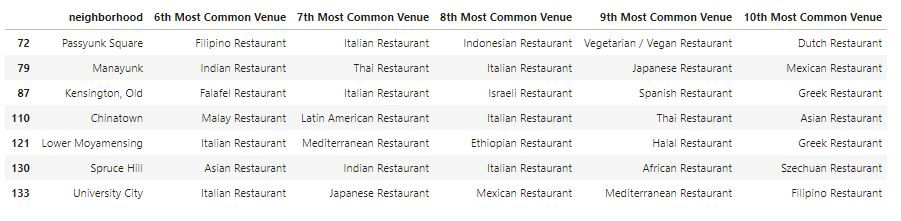 neighborhood 6th Most Common Venue 7th Most Common Venue 8th Most Common Venue 9th Most Common Venue 10th Most Common Venue
72 Passyunk Square Filipino Restaurant Italian Restaurant Indonesian Restaurant Vegetarian / Vegan Restaurant Dutch Restaurant
79 Manayunk Indian Restaurant Thai Restaurant Italian Restaurant Japanese Restaurant Mexican Restaurant
87 Kensington, Old Falafel Restaurant Italian Restaurant Israeli Restaurant Spanish Restaurant Greek Restaurant
110 Chinatown Malay Restaurant Latin American Restaurant Italian Restaurant Thai Restaurant Asian Restaurant
121 Lower Moyamensing Italian Restaurant Mediterranean Restaurant Ethiopian Restaurant Halal Restaurant Greek Restaurant
130 Spruce Hill Asian Restaurant Indian Restaurant Italian Restaurant African Restaurant Szechuan Restaurant
133 University City Italian Restaurant Japanese Restaurant Mexican Restaurant Mediterranean Restaurant Filipino Restaurant